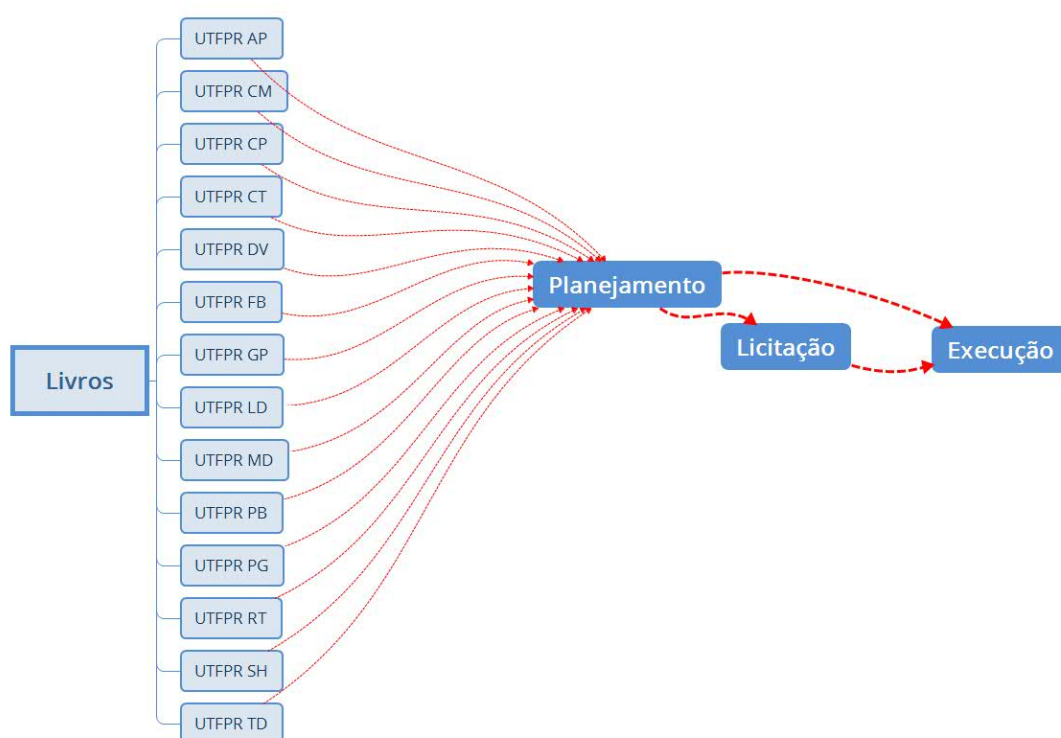 UTFPR AP
UTFPR CM
UTFPR CP
UTFPR CT
UTFPR DV
UTFPR FB
UTFPR GP
UTFPR LD
UTFPR MD
UTFPR PB
UTFPR PG
UTFPR RT
UTFPR SH
UTFPR TD
Livros
Planejamento
Licitação
Execução